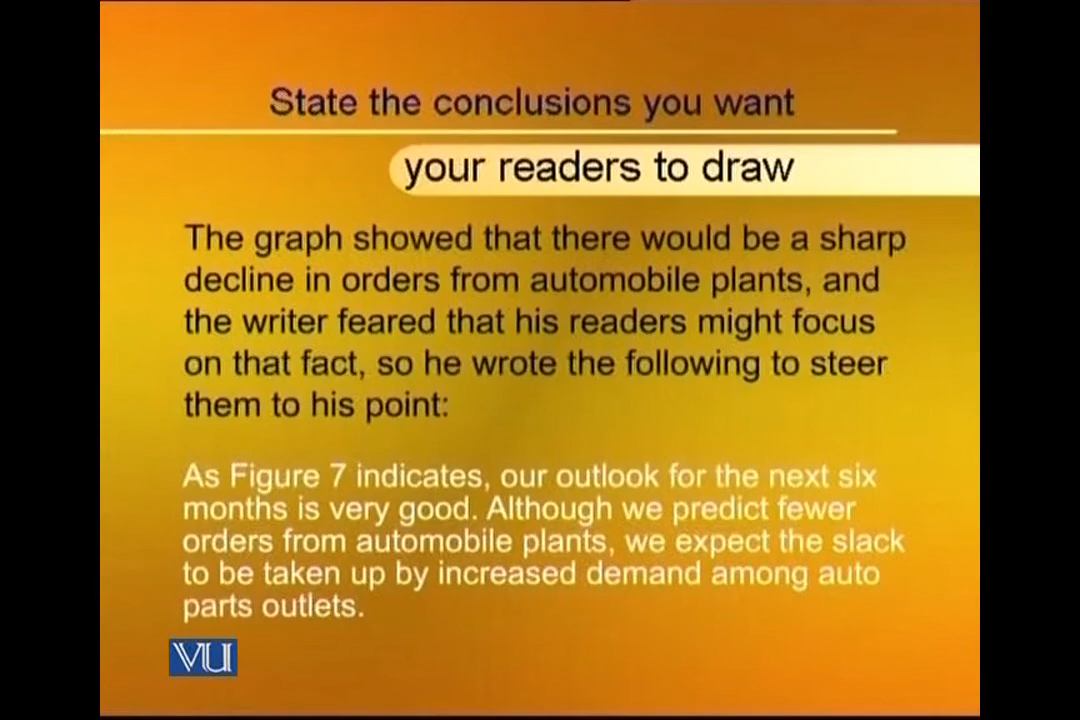 State the conclusions you want
your readers to draw
The graph showed that there would be a sharp
decline in orders from automobile plants, and
the writer feared that his readers might focus
on that fact, so he wrote the following to steer
them to his point:
As Figure 7 indicates, our outlook for the next six
months is very good. Although we predict fewer
orders from automobile plants, we expect the slack
to be taken up by increased demand among auto
parts outlets.
VU